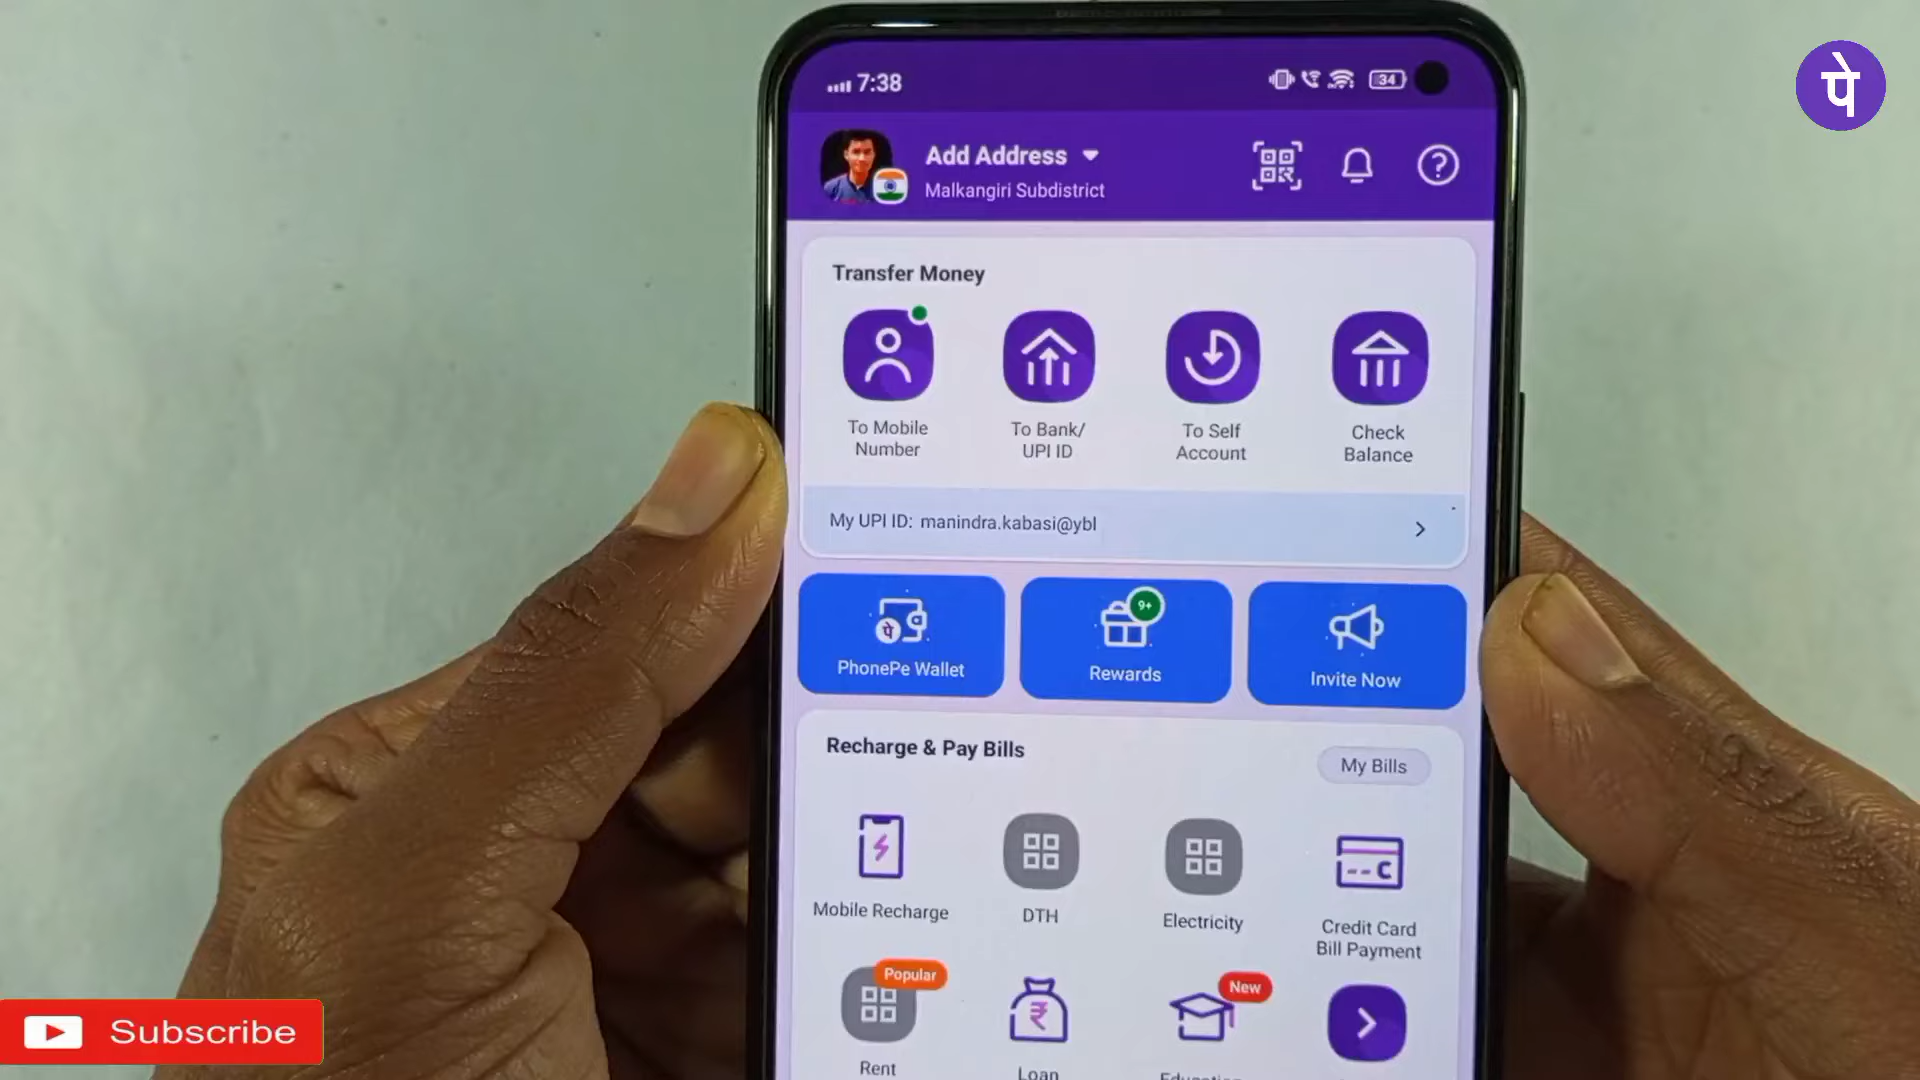 7:38
34
पे
Add Address
Malkangiri Subdistrict
Transfer Money
To Mobile
Number
To Bank/
UPI ID
To Self
Account
Check
Balance
My UPI ID: manindra.kabasi@ybl
पे
PhonePe Wallet
9+
Rewards
Invite Now
Recharge & Pay Bills
My Bills
Mobile Recharge
DTH
Electricity
Credit Card
Bill Payment
Popular
Rent
Loan
New
Education
Subscribe